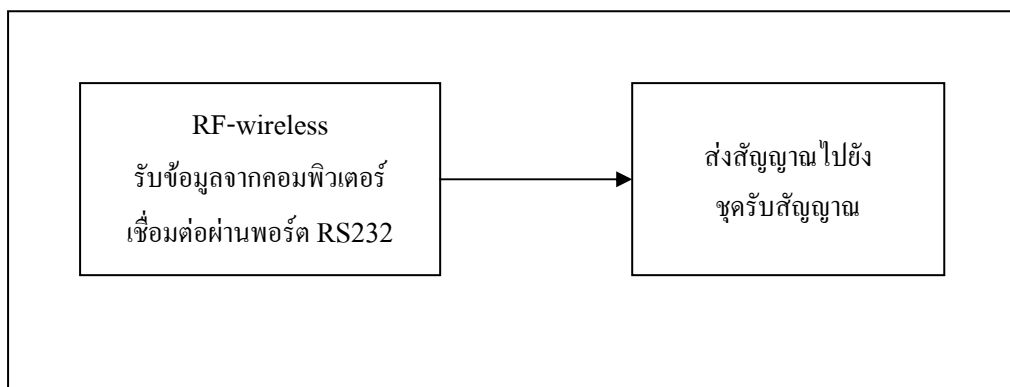 RF-wireless
รับข้อมูลจากคอมพิวเตอร์
เชื่อมต่อผ่านพอร์ต RS232
ส่งสัญญาณไปยัง
ชุดรับสัญญาณ